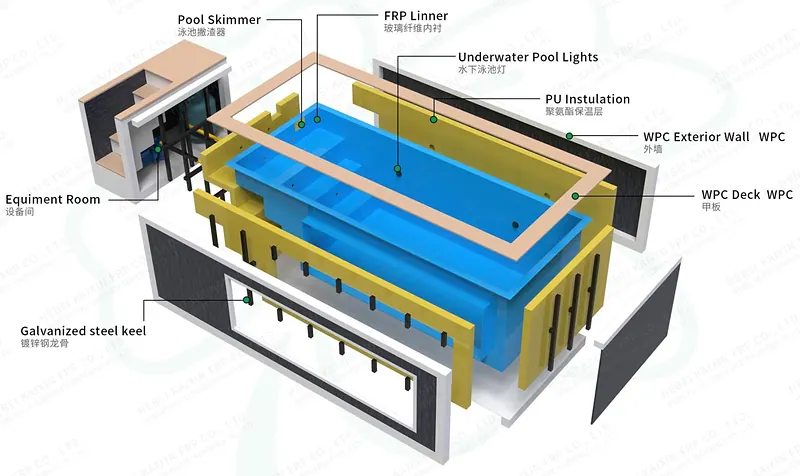 Pool Skimmer
泳池撇渣器
FRP Linner
玻璃纤维内衬
Underwater Pool Lights
水下泳池灯
PU Instulation
聚氨酯保温层
WPC Exterior Wall WPC
外墙
WPC Deck WPC
甲板
Equiment Room
设备间
Galvanized steel keel
镀锌钢龙骨